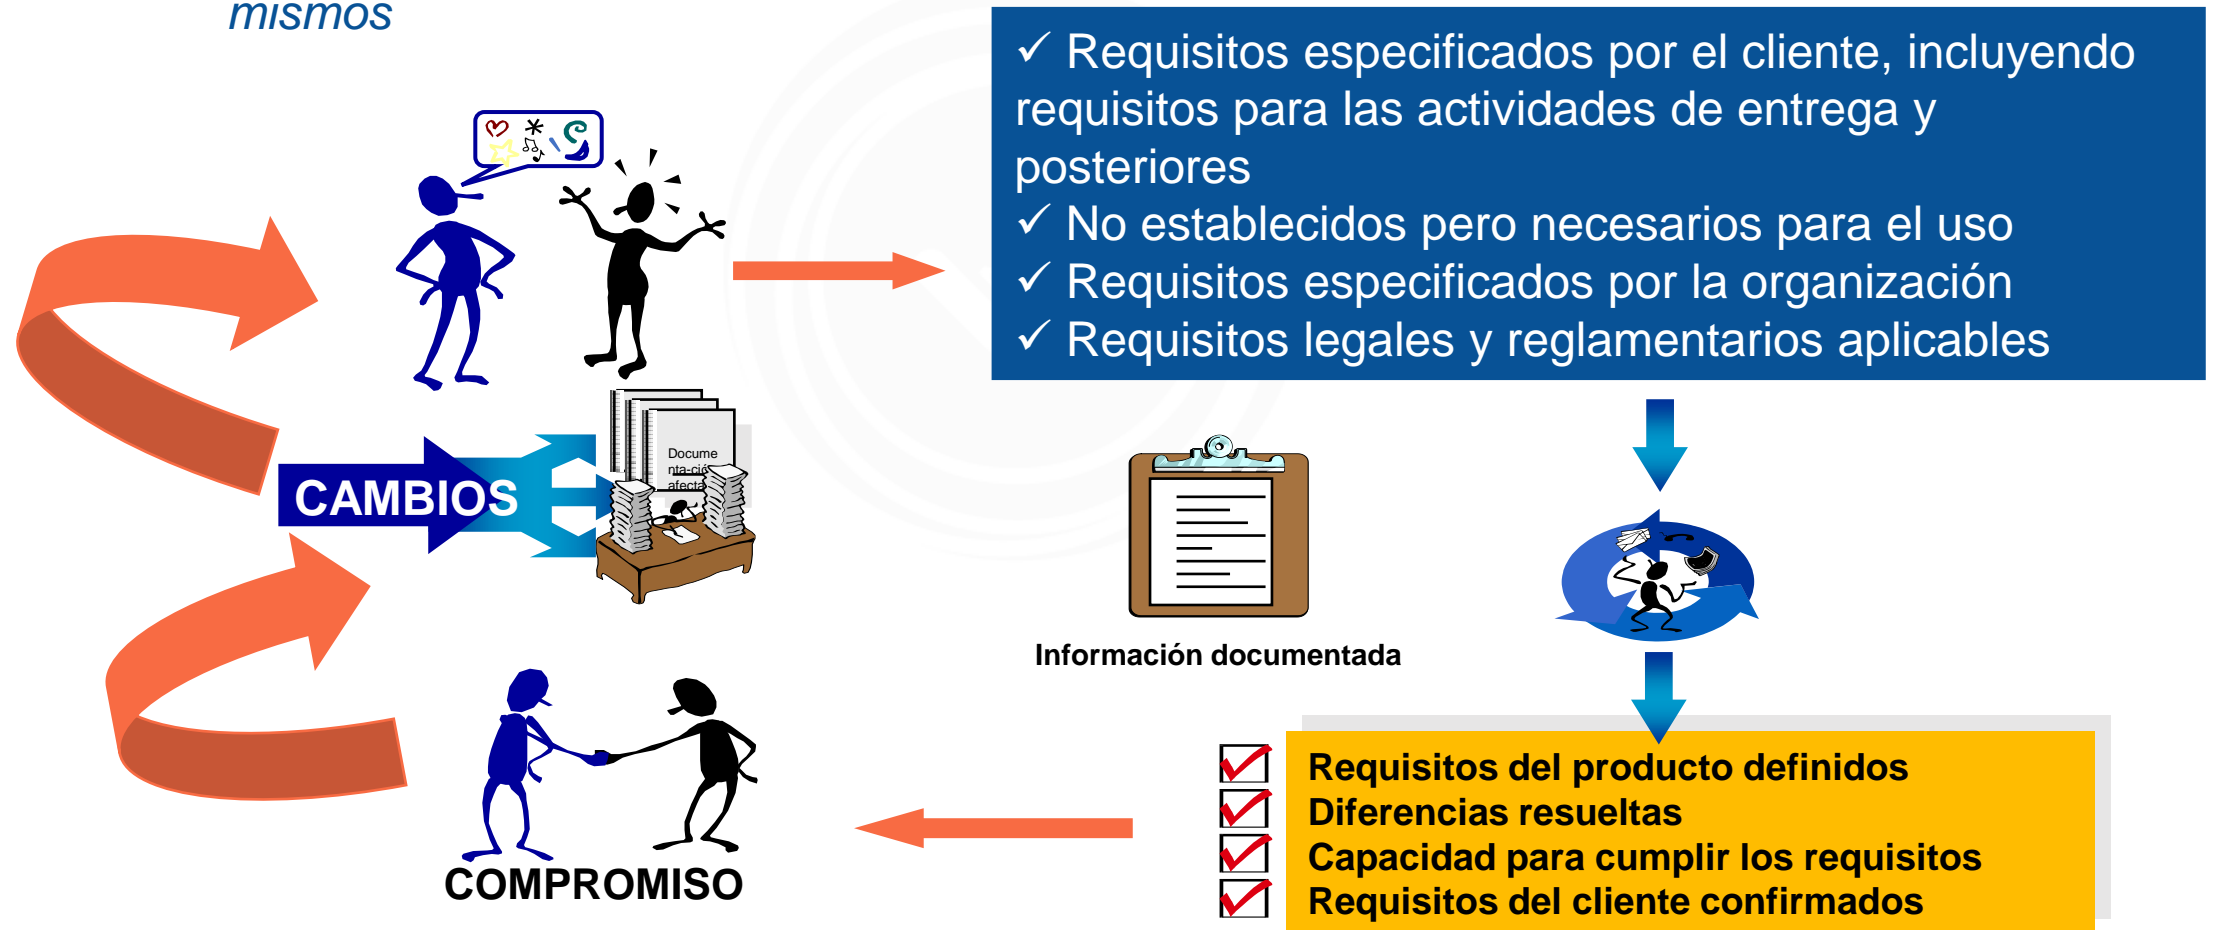 mismos
✓ Requisitos especificados por el cliente, incluyendo
requisitos para las actividades de entrega y
posteriores
✓ No establecidos pero necesarios para el uso
✓ Requisitos especificados por la organización
✓ Requisitos legales y reglamentarios aplicables
Docume
CAMBIOS
Información documentada
Requisitos del producto definidos
Diferencias resueltas
Capacidad para cumplir los requisitos
Requisitos del cliente confirmados
COMPROMISO